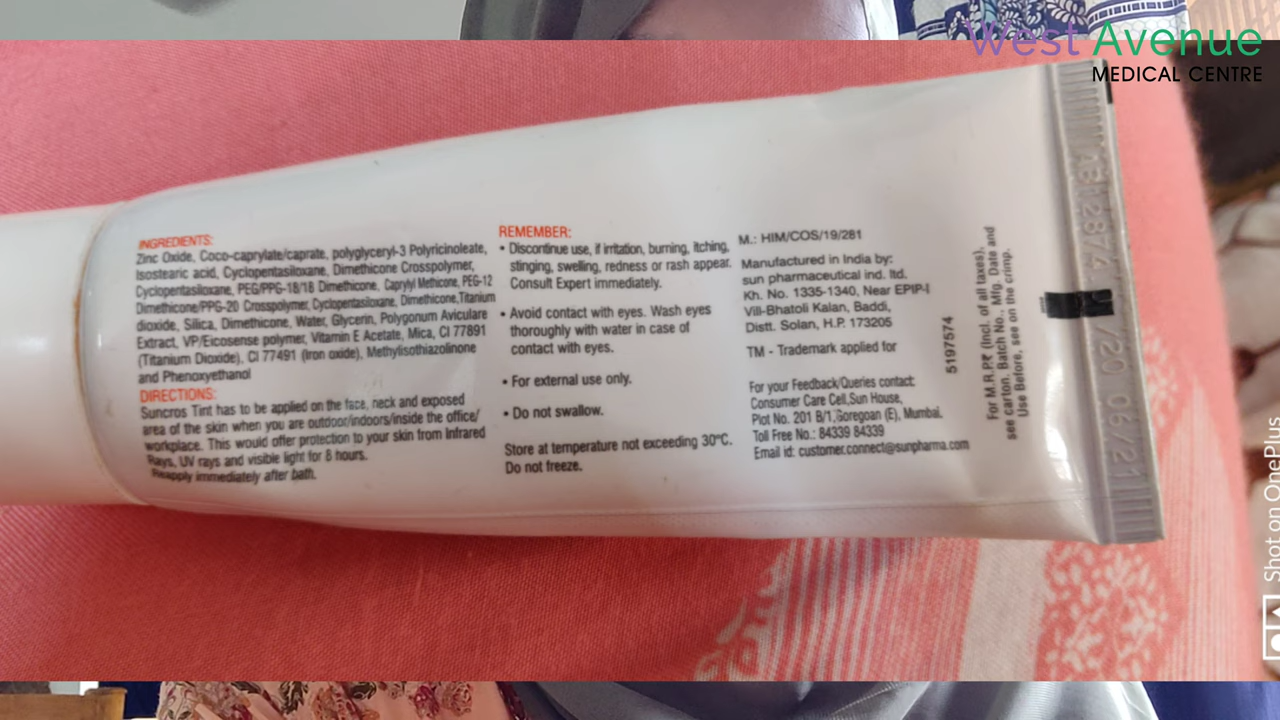 West Avenue
MEDICAL CENTRE
INGREDIENTS:
Zinc Oxide, Coco-caprylate/caprate, polyglyceryl-3 Polyricinoleate,
Isostearic acid, Cyclopentasiloxane, Dimethicone Crosspolymer,
Cyclopentasiloxane, PEG/PPG-18/18 Dimethicone, Caprylyl Methicone, PEG-12
Dimethicone/PPG-20 Crosspolymer, Cyclopentasiloxane, Dimethicone,Titanium
dioxide, Silica, Dimethicone, Water, Glycerin, Polygonum Aviculare
Extract, VP/Eicosense polymer, Vitamin E Acetate, Mica, CI 77891
(Titanium Dioxide), CI 77491 (Iron oxide), Methylisothiazolinone
and Phenoxyethanol
DIRECTIONS:
Suncros Tint has to be applied on the face, neck and exposed
area of the skin when you are outdoor/indoors/inside the office/
workplace. This would offer protection to your skin from Infrared
Rays, UV rays and visible light for 8 hours.
Reapply immediately after bath.
REMEMBER:
• Discontinue use, if irritation, burning, itching,
stinging, swelling, redness or rash appear.
Consult Expert immediately.
• Avoid contact with eyes. Wash eyes
thoroughly with water in case of
contact with eyes.
• For external use only.
• Do not swallow.
Store at temperature not exceeding 30°C.
Do not freeze.
M.: HIM/COS/19/281
Manufactured in India by:
sun pharmaceutical ind. ltd.
Kh. No. 1335-1340, Near EPIP-I
Vill-Bhatoli Kalan, Baddi,
Distt. Solan, H.P. 173205
TM - Trademark applied for
For your Feedback/Queries contact:
Consumer Care Cell,Sun House,
Plot No. 201 B/1,Goregoan (E), Mumbai.
Toll Free No.: 84339 84339
Email id: customer.connect@sunpharma.com
5197574
For M.R.P.₹ (Incl. of all taxes),
see carton. Batch No., Mfg. Date and
Use Before, see on the crimp.
/20 06/21
Shot on OnePlus